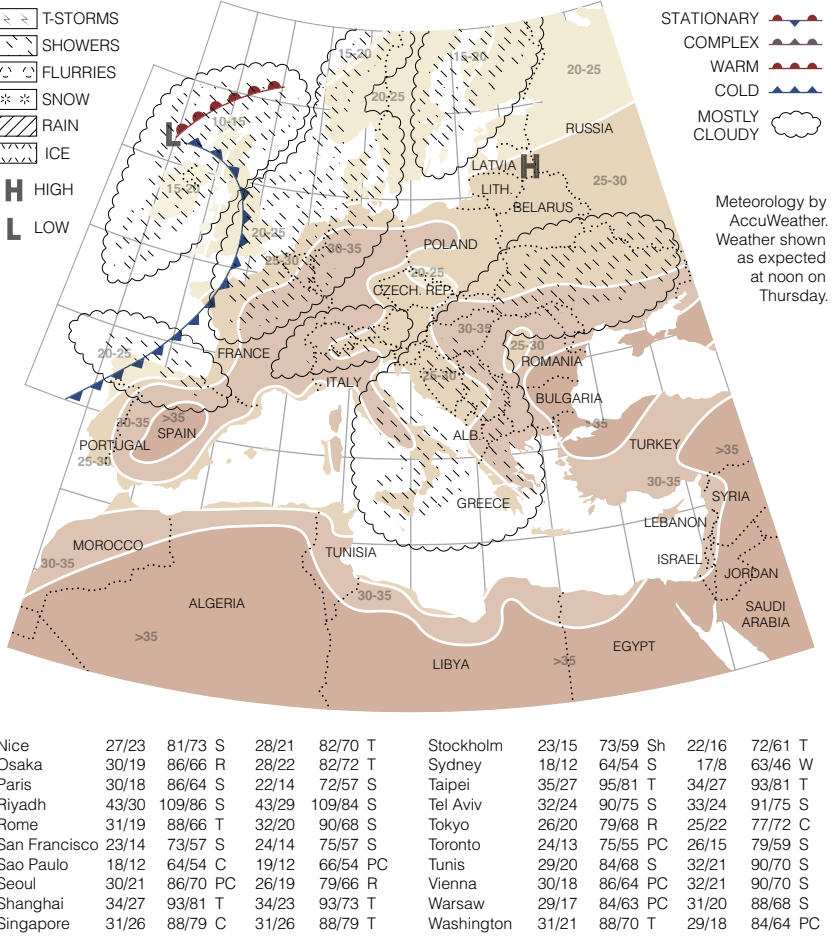 T-STORMS
SHOWERS
FLURRIES
SNOW
RAIN
ICE
H HIGH
L LOW
STATIONARY
COMPLEX
WARM
COLD
MOSTLY
CLOUDY
Meteorology by
AccuWeather.
Weather shown
as expected
at noon on
Thursday.
15-20
15-20
20-25
20-25
10-15
L
RUSSIA
LATVIA
H
LITH.
25-30
15-20
BELARUS
20-25
30-35
POLAND
25-30
20-25
CZECH. REP.
30-35
25-30
20-25
FRANCE
ROMANIA
25-30
ITALY
BULGARIA
30-35
>35
>35
SPAIN
ALB.
PORTUGAL
TURKEY
>35
25-30
30-35
SYRIA
GREECE
LEBANON
MOROCCO
TUNISIA
ISRAEL
30-35
JORDAN
30-35
ALGERIA
SAUDI
ARABIA
>35
EGYPT
LIBYA
>35
Nice 27/23 81/73 S 28/21 82/70 T
Osaka 30/19 86/66 R 28/22 82/72 T
Paris 30/18 86/64 S 22/14 72/57 S
Riyadh 43/30 109/86 S 43/29 109/84 S
Rome 31/19 88/66 T 32/20 90/68 S
San Francisco 23/14 73/57 S 24/14 75/57 S
Sao Paulo 18/12 64/54 C 19/12 66/54 PC
Seoul 30/21 86/70 PC 26/19 79/66 R
Shanghai 34/27 93/81 T 34/23 93/73 T
Singapore 31/26 88/79 C 31/26 88/79 T
Stockholm 23/15 73/59 Sh 22/16 72/61 T
Sydney 18/12 64/54 S 17/8 63/46 W
Taipei 35/27 95/81 T 34/27 93/81 T
Tel Aviv 32/24 90/75 S 33/24 91/75 S
Tokyo 26/20 79/68 R 25/22 77/72 C
Toronto 24/13 75/55 PC 26/15 79/59 S
Tunis 29/20 84/68 S 32/21 90/70 S
Vienna 30/18 86/64 PC 32/21 90/70 S
Warsaw 29/17 84/63 PC 31/20 88/68 S
Washington 31/21 88/70 T 29/18 84/64 PC